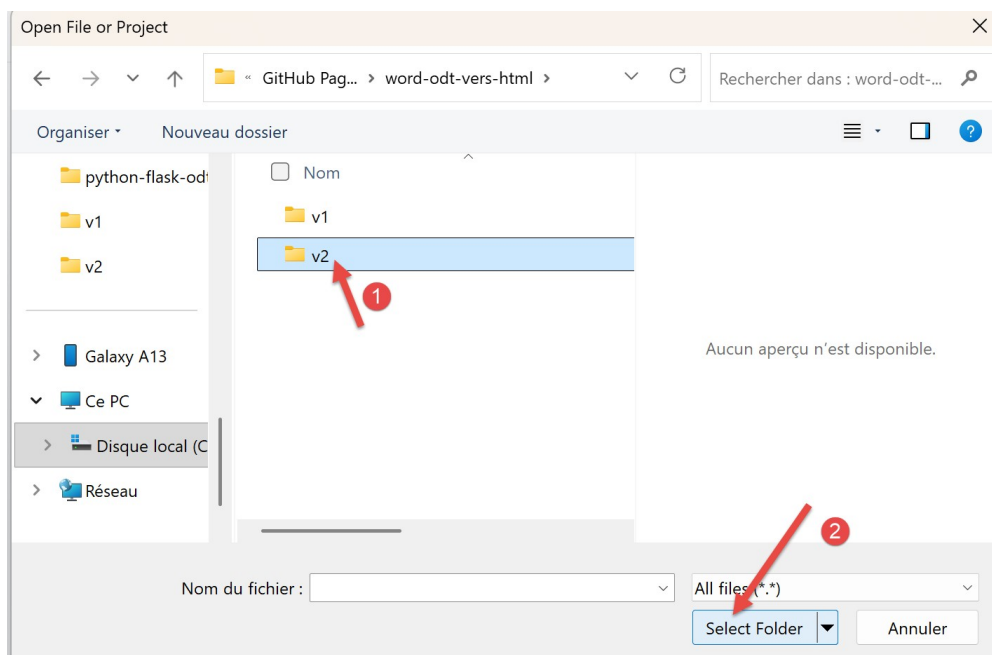 Open File or Project
« GitHub Pag... > word-odt-vers-html >
Rechercher dans : word-odt-...
Organiser
Nouveau dossier
?
python-flask-od
v1
v2
Galaxy A13
Ce PC
Disque local (C
Réseau
Nom
v1
v2
1
Aucun aperçu n'est disponible.
2
Nom du fichier :
All files (*.*)
Select Folder
Annuler